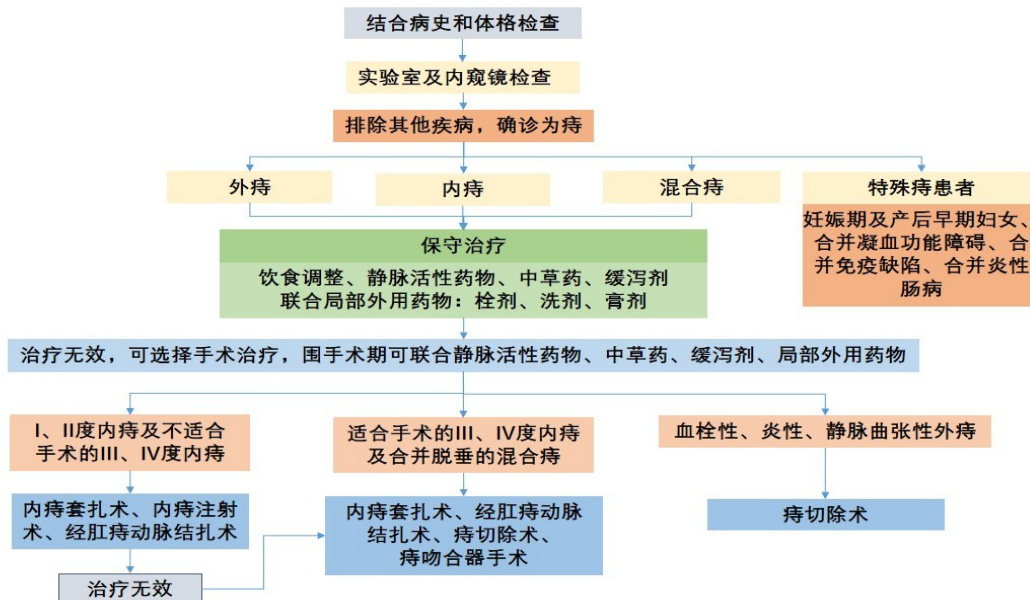 结合病史和体格检查
实验室及内窥镜检查
排除其他疾病，确诊为痔
外痔
内痔
混合痔
特殊痔患者
妊娠期及产后早期妇女、
合并凝血功能障碍、合
并免疫缺陷、合并炎性
肠病
保守治疗
饮食调整、静脉活性药物、中草药、缓泻剂
联合局部外用药物：栓剂、洗剂、膏剂
治疗无效，可选择手术治疗，围手术期可联合静脉活性药物、中草药、缓泻剂、局部外用药物
I、II度内痔及不适合
手术的III、IV度内痔
适合手术的III、IV度内痔
及合并脱垂的混合痔
血栓性、炎性、静脉曲张性外痔
内痔套扎术、内痔注射
术、经肛痔动脉结扎术
内痔套扎术、经肛痔动脉
结扎术、痔切除术、
痔吻合器手术
痔切除术
治疗无效